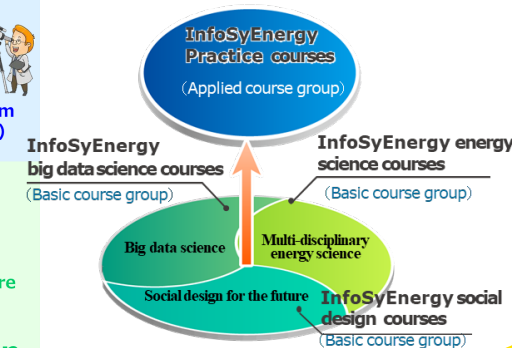 InfoSyEnergy
Practice courses
(Applied course group)
m
)
InfoSyEnergy
big data science courses
(Basic course group)
InfoSyEnergy energy
science courses
(Basic course group)
Big data science
Multi-disciplinary
energy science
Social design for the future
InfoSyEnergy social
design courses
(Basic course group)
re